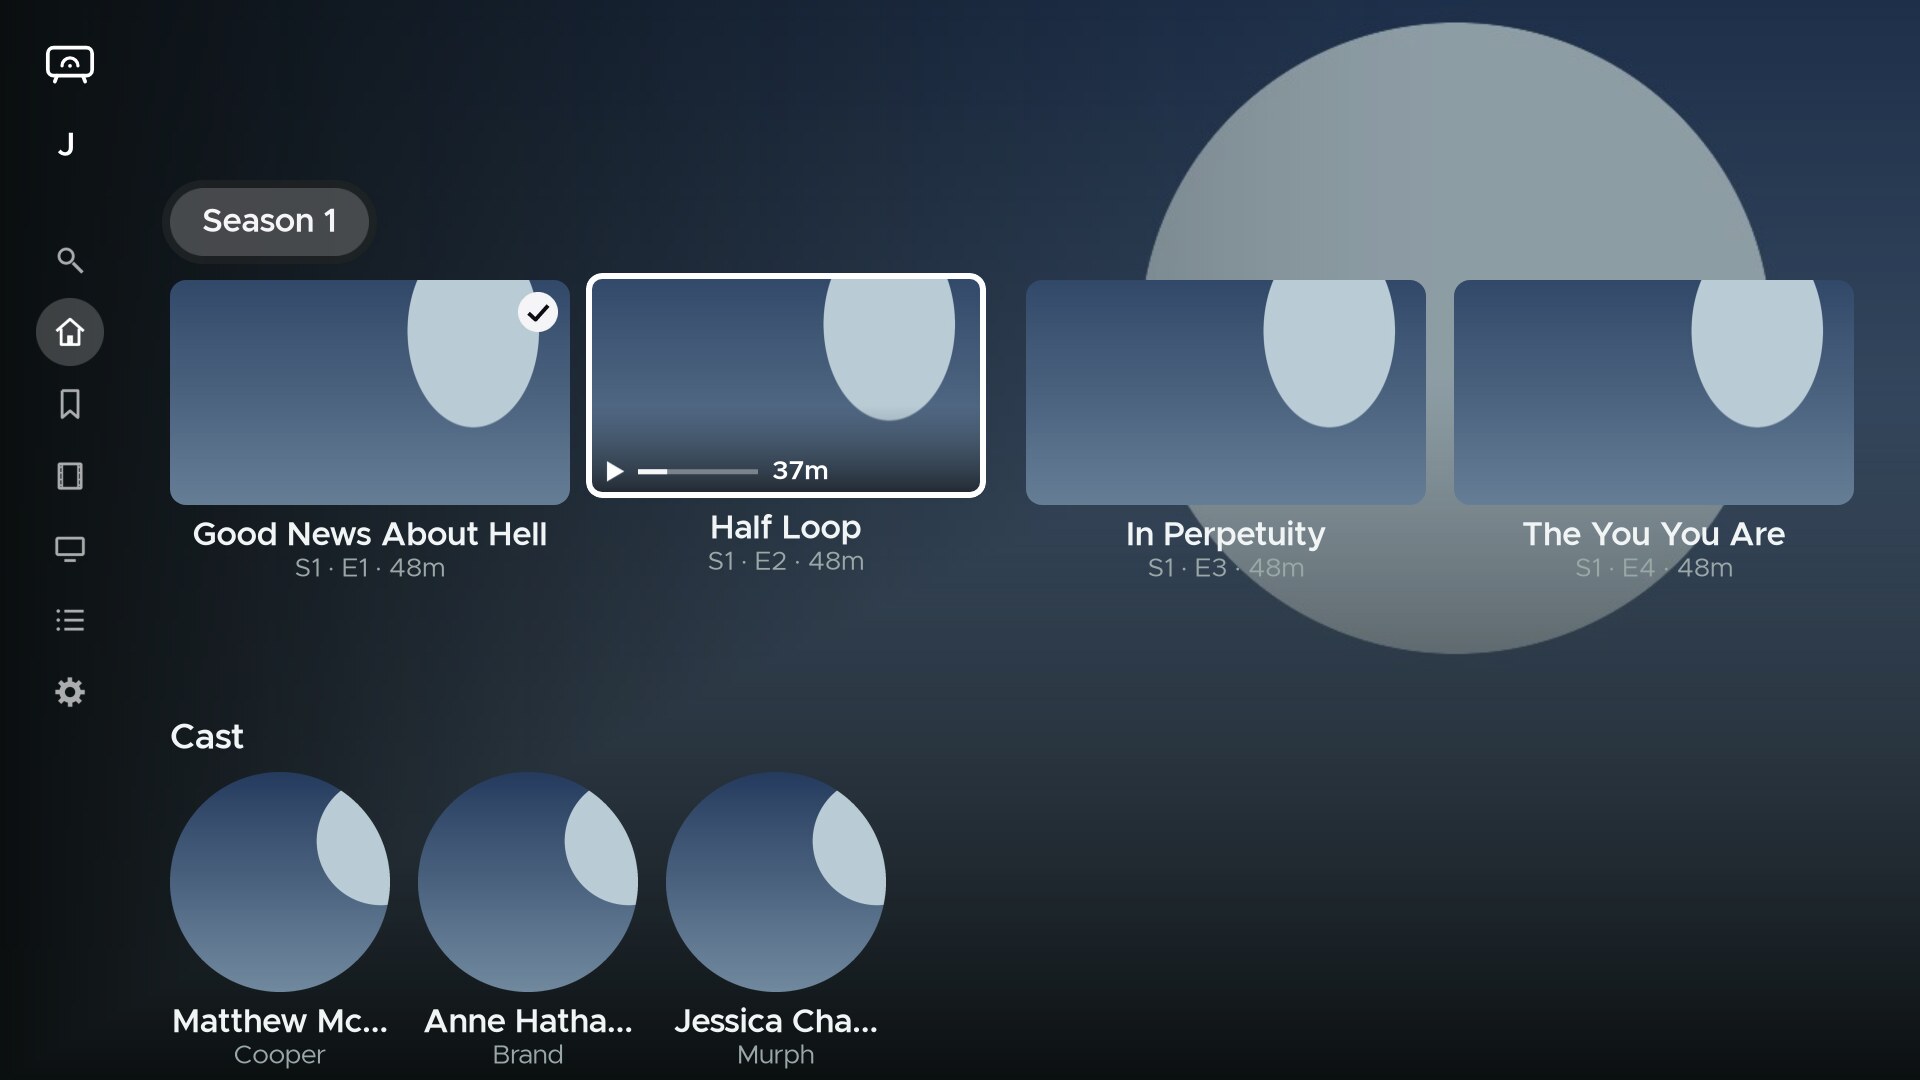 J
Season 1
37m
Good News About Hell
S1 · E1 · 48m
Half Loop
S1 · E2 · 48m
In Perpetuity
S1 · E3 · 48m
The You You Are
S1 · E4 · 48m
Cast
Matthew Mc...
Cooper
Anne Hatha...
Brand
Jessica Cha...
Murph